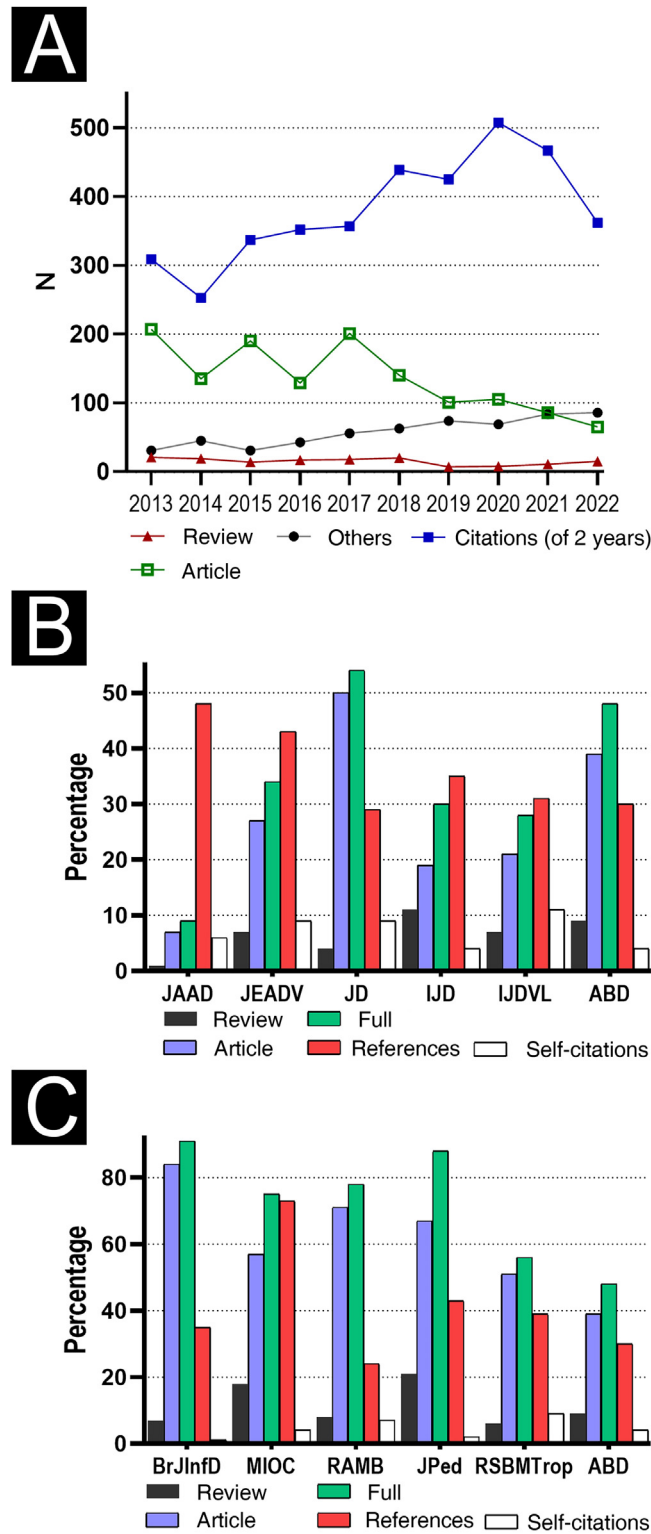 A
500
400
300
200
100
0
N
2013 2014 2015 2016 2017 2018 2019 2020 2021 2022
Review Others Citations (of 2 years)
Article
B
50
40
30
20
10
0
Percentage
JAAD JEADV JD IJD IJDVL ABD
Review Full
Article References Self-citations
C
80
60
40
20
0
Percentage
BrJInfD MIOC RAMB JPed RSBMTrop ABD
Review Full
Article References Self-citations